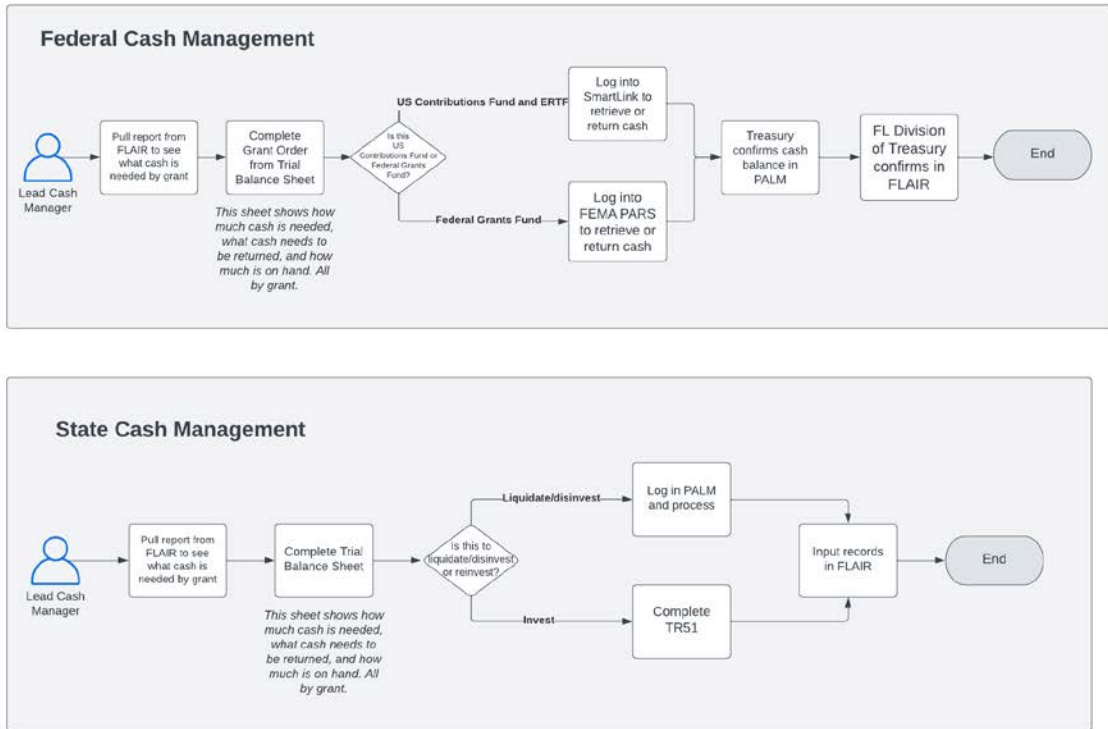 Federal Cash Management
Lead Cash
Manager
Pull report from
FLAIR to see
what cash is
needed by grant
Complete
Grant Order
from Trial
Balance Sheet
This sheet shows how
much cash is needed,
what cash needs to
be returned, and how
much is on hand. All
by grant.
Is this
US
Contributions Fund or
Federal Grants
Fund?
US Contributions Fund and ERTF
Log into
SmartLink to
retrieve or
return cash
Federal Grants Fund
Log into
FEMA PARS
to retrieve or
return cash
Treasury
confirms cash
balance in
PALM
FL Division
of Treasury
confirms in
FLAIR
End
State Cash Management
Lead Cash
Manager
Pull report from
FLAIR to see
what cash is
needed by grant
Complete Trial
Balance Sheet
This sheet shows how
much cash is needed,
what cash needs to
be returned, and how
much is on hand. All
by grant.
is this to
liquidate/disinvest
or reinvest?
Liquidate/disinvest
Log in PALM
and process
Invest
Complete
TR51
Input records
in FLAIR
End